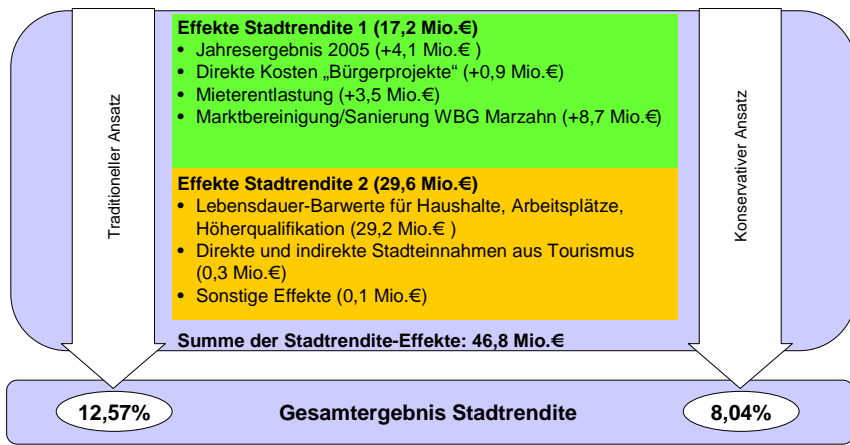 Effekte Stadtrendite 1 (17,2 Mio.€)
• Jahresergebnis 2005 (+4,1 Mio.€ )
• Direkte Kosten „Bürgerprojekte“ (+0,9 Mio.€)
• Mieterentlastung (+3,5 Mio.€)
• Marktbereinigung/Sanierung WBG Marzahn (+8,7 Mio.€)
Traditioneller Ansatz
Konservativer Ansatz
Effekte Stadtrendite 2 (29,6 Mio.€)
• Lebensdauer-Barwerte für Haushalte, Arbeitsplätze,
Höherqualifikation (29,2 Mio.€ )
• Direkte und indirekte Stadteinnahmen aus Tourismus
(0,3 Mio.€)
• Sonstige Effekte (0,1 Mio.€)
Summe der Stadtrendite-Effekte: 46,8 Mio.€
12,57%
Gesamtergebnis Stadtrendite
8,04%